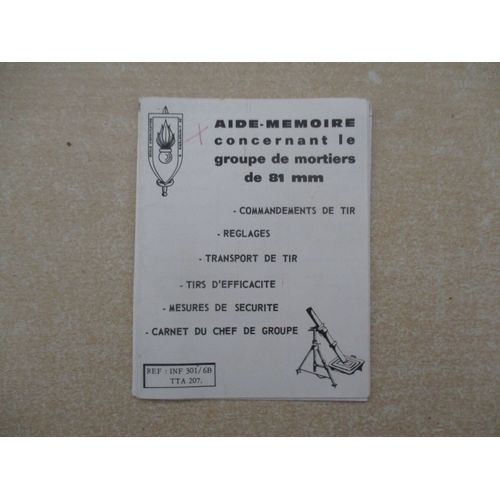 AIDE-MEMOIRE
concernant le
groupe de mortiers
de 81 mm
- COMMANDEMENTS DE TIR
- REGLAGES
- TRANSPORT DE TIR
- TIRS D'EFFICACITE
- MESURES DE SECURITE
- CARNET DU CHEF DE GROUPE
REF : INF 301/6B
TTA 207.